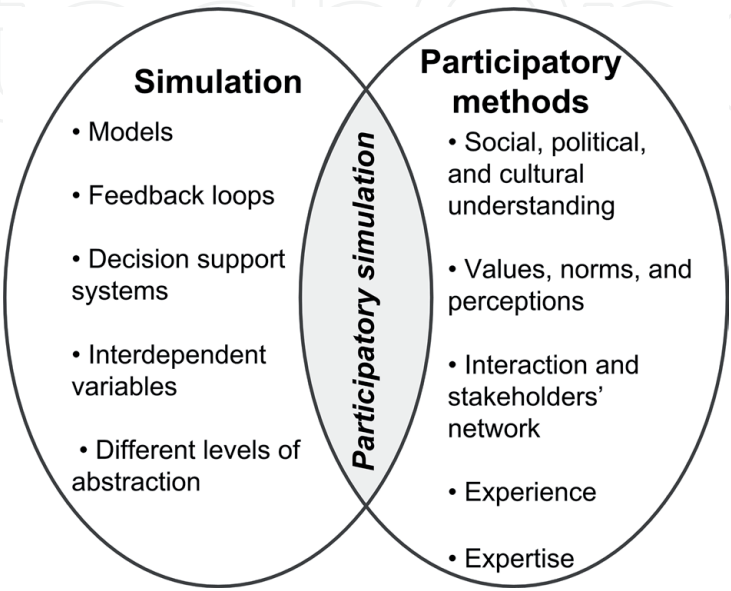 Simulation
• Models
• Feedback loops
• Decision support
systems
• Interdependent
variables
• Different levels of
abstraction
Participatory simulation
Participatory
methods
• Social, political,
and cultural
understanding
• Values, norms, and
perceptions
• Interaction and
stakeholders’
network
• Experience
• Expertise